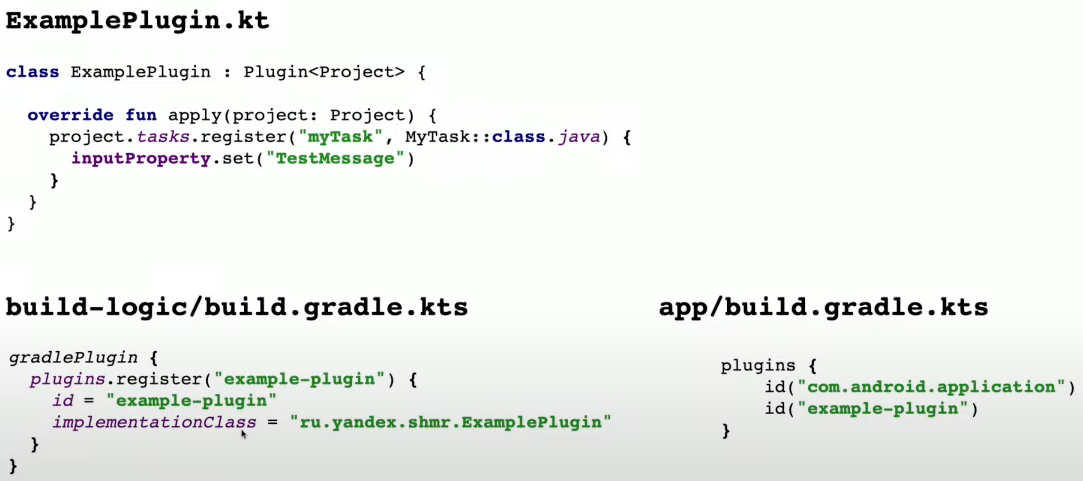 ExamplePlugin.kt
class ExamplePlugin : Plugin<Project> {
override fun apply(project: Project) {
project.tasks.register("myTask", MyTask::class.java) {
inputProperty.set("TestMessage")
}
}
}
build-logic/build.gradle.kts
gradlePlugin {
plugins.register("example-plugin") {
id = "example-plugin"
implementationClass = "ru.yandex.shmr.ExamplePlugin"
}
}
app/build.gradle.kts
plugins {
id("com.android.application")
id("example-plugin")
}